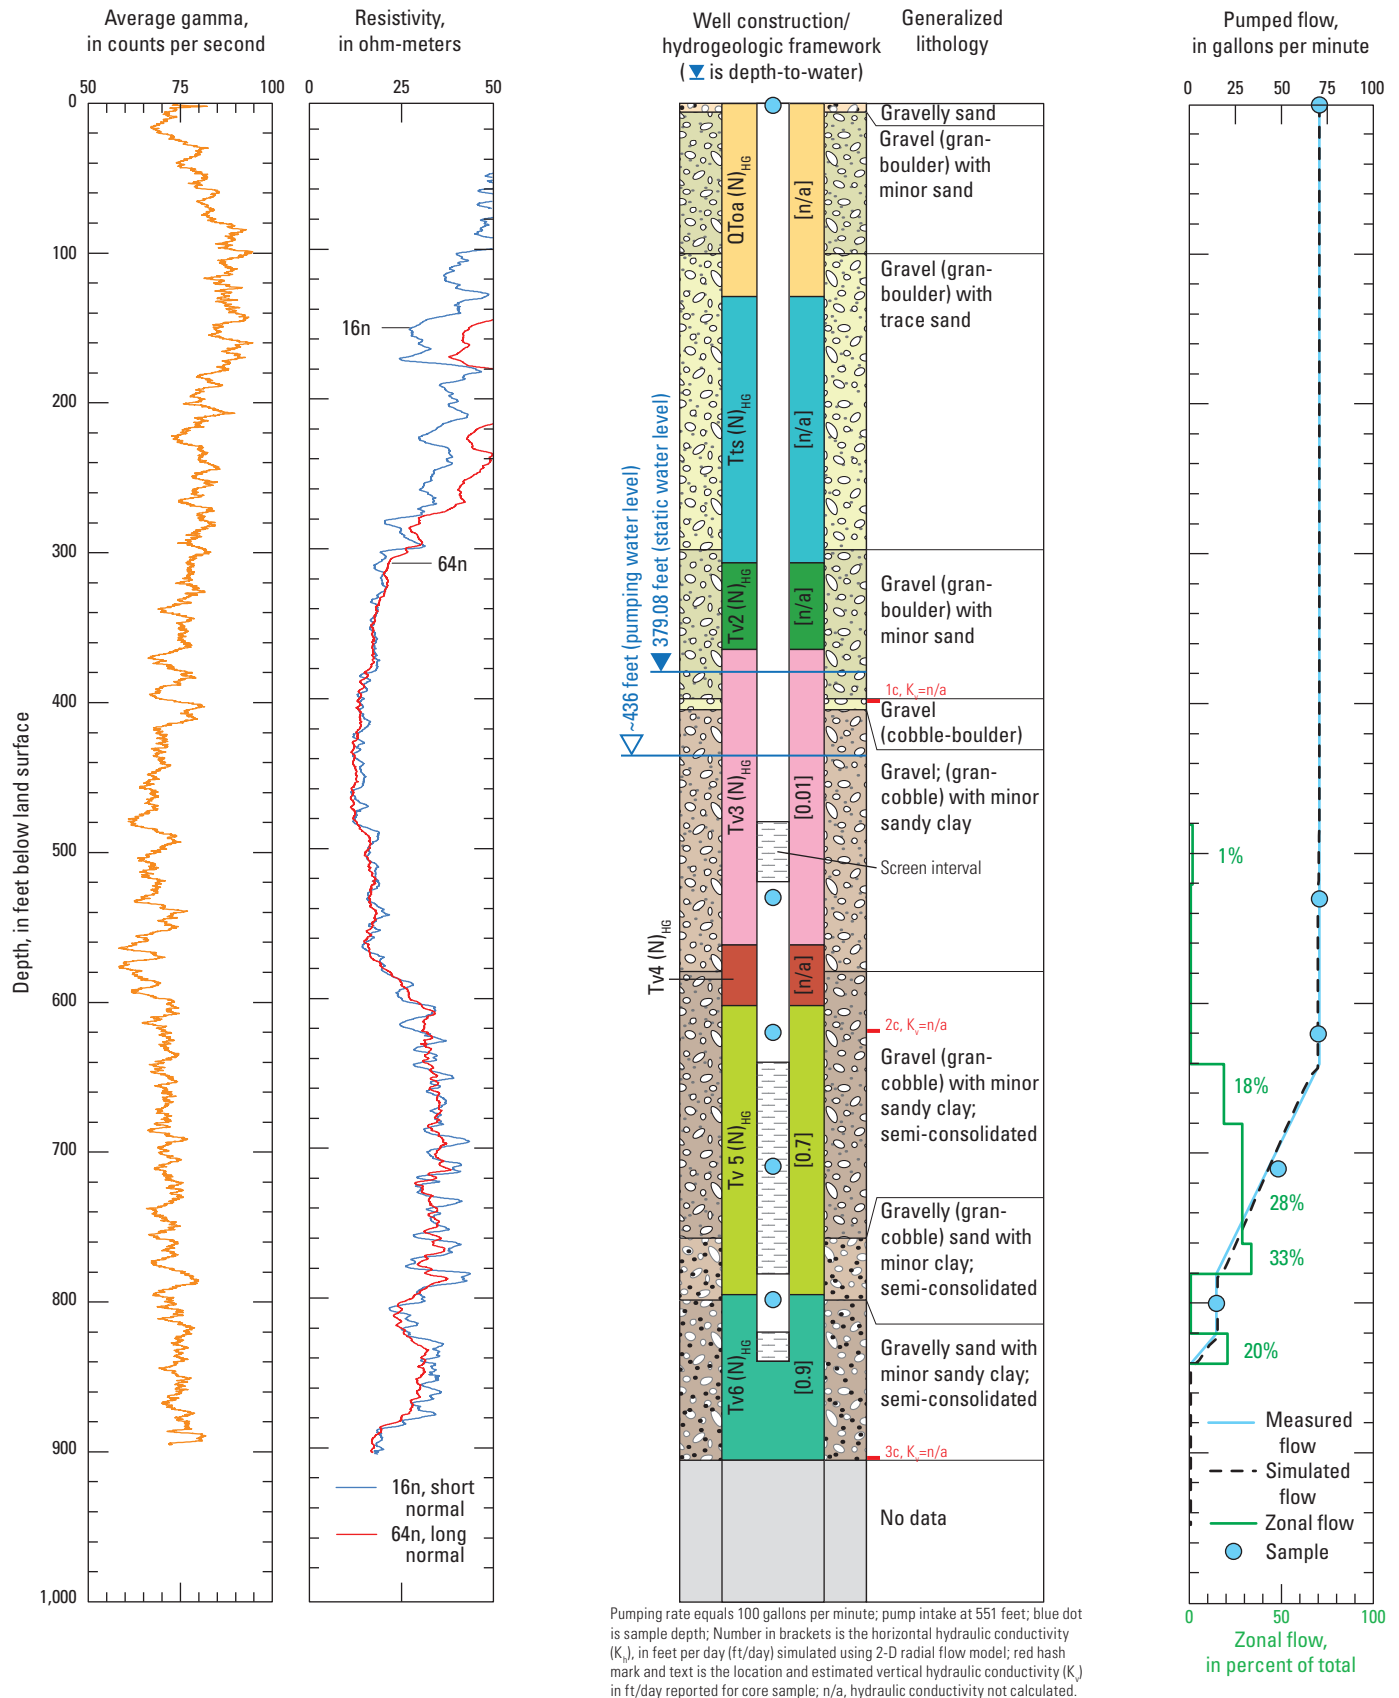 Average gamma,
in counts per second
Resistivity,
in ohm-meters
Well construction/
hydrogeologic framework
( is depth-to-water)
Generalized
lithology
Pumped flow,
in gallons per minute
50 75 100
0 25 50
0 25 50 75 100
Depth, in feet below land surface
0
100
200
300
400
500
600
700
800
900
1,000
16n
64n
16n, short
normal
64n, long
normal
~436 feet (pumping water level)
379.08 feet (static water level)
QToa (N)HG
[n/a]
Tts (N)HG
[n/a]
Tv2 (N)HG
[n/a]
Tv3 (N)HG
[0.01]
Tv4 (N)HG
[n/a]
Tv 5 (N)HG
[0.7]
Tv6 (N)HG
[0.9]
Gravelly sand
Gravel (gran-
boulder) with
minor sand
Gravel (gran-
boulder) with
trace sand
Gravel (gran-
boulder) with
minor sand
1c, Kv=n/a
Gravel
(cobble-boulder)
Gravel; (gran-
cobble) with minor
sandy clay
Screen interval
2c, Kv=n/a
Gravel (gran-
cobble) with minor
sandy clay;
semi-consolidated
Gravelly (gran-
cobble) sand with
minor clay;
semi-consolidated
Gravelly sand with
minor sandy clay;
semi-consolidated
3c, Kv=n/a
No data
1%
18%
28%
33%
20%
Measured
flow
Simulated
flow
Zonal flow
Sample
0 50 100
Zonal flow,
in percent of total
Pumping rate equals 100 gallons per minute; pump intake at 551 feet; blue dot
is sample depth; Number in brackets is the horizontal hydraulic conductivity
(Kh), in feet per day (ft/day) simulated using 2-D radial flow model; red hash
mark and text is the location and estimated vertical hydraulic conductivity (Kv)
in ft/day reported for core sample; n/a, hydraulic conductivity not calculated.